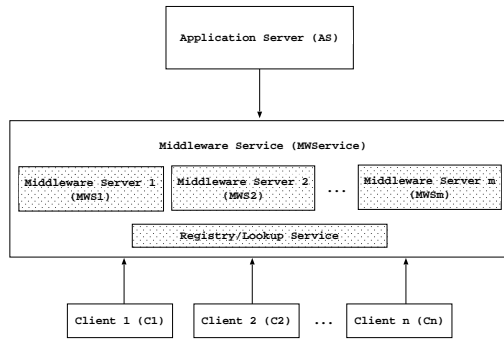 Application Server (AS)
Middleware Service (MWService)
Middleware Server 1
(MWS1)
Middleware Server 2
(MWS2)
...
Middleware Server m
(MWSm)
Registry/Lookup Service
Client 1 (C1)
Client 2 (C2)
...
Client n (Cn)